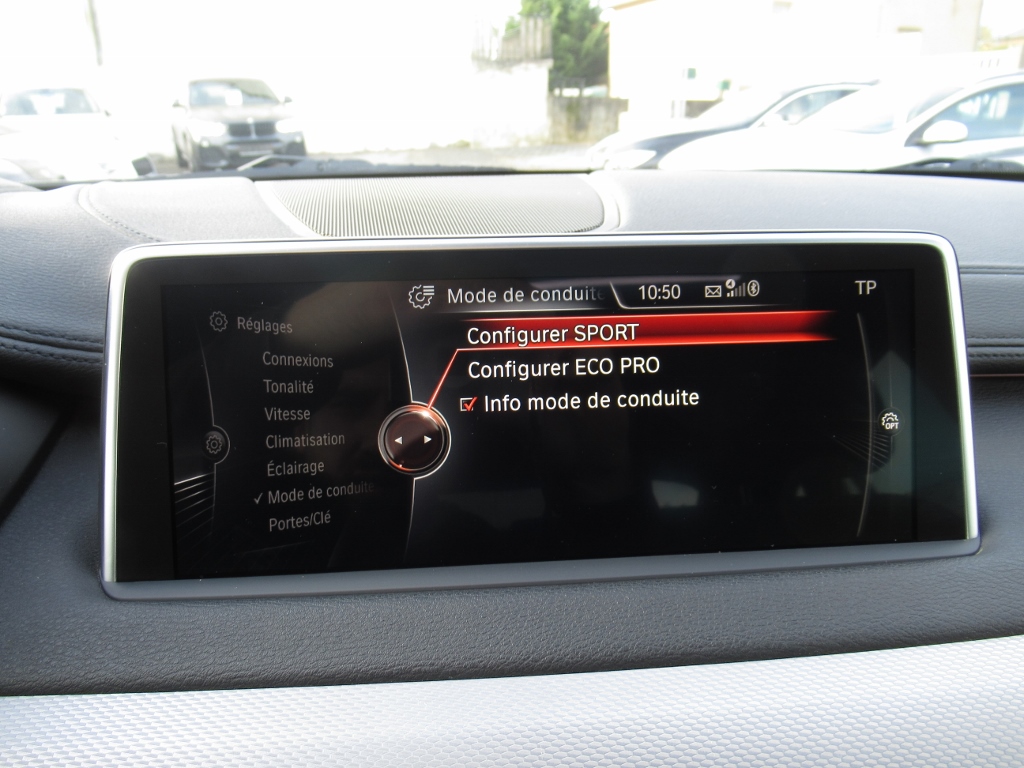 Mode de conduite
10:50
TP
Réglages
Connexions
Tonalité
Vitesse
Climatisation
Éclairage
✓ Mode de conduite
Portes/Clé
Configurer SPORT
Configurer ECO PRO
Info mode de conduite
4
OPT